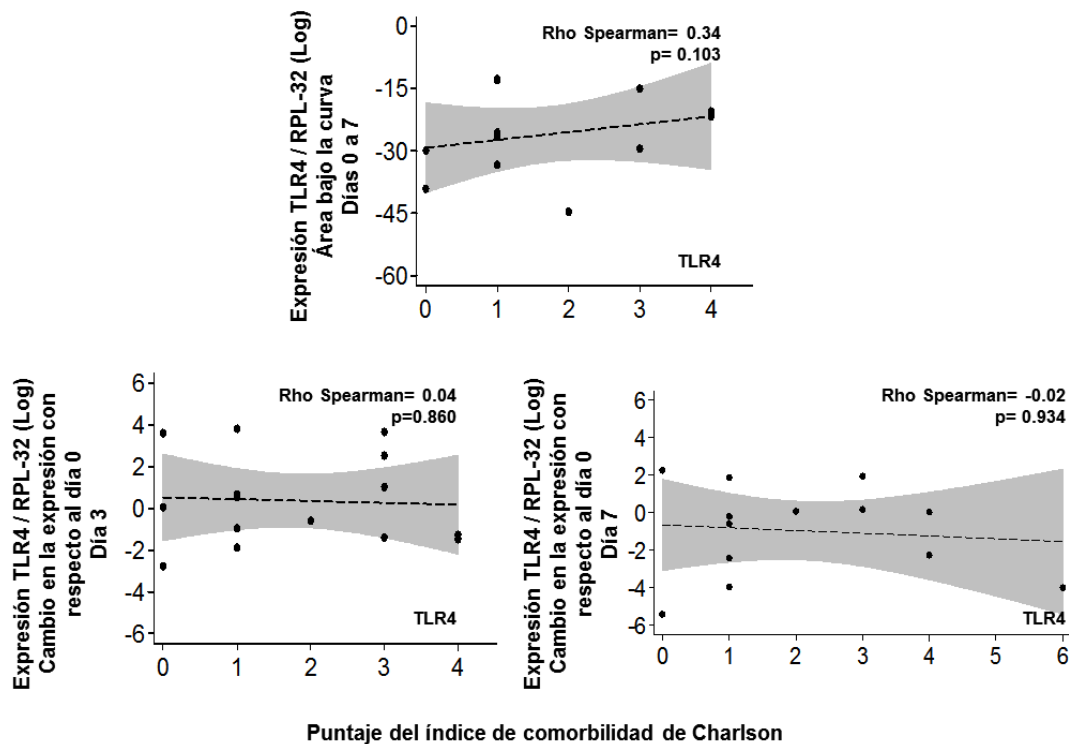 Expresión TLR4 / RPL-32 (Log)
Área bajo la curva
Días 0 a 7
0
-15
-30
-45
-60
Rho Spearman= 0.34
p= 0.103
TLR4
0 1 2 3 4
Expresión TLR4 / RPL-32 (Log)
Cambio en la expresión con
respecto al día 0
Día 3
6
4
2
0
-2
-4
-6
Rho Spearman= 0.04
p=0.860
TLR4
0 1 2 3 4
Expresión TLR4 / RPL-32 (Log)
Cambio en la expresión con
respecto al día 0
Día 7
6
4
2
0
-2
-4
-6
Rho Spearman= -0.02
p= 0.934
TLR4
0 1 2 3 4 5 6
Puntaje del índice de comorbilidad de Charlson